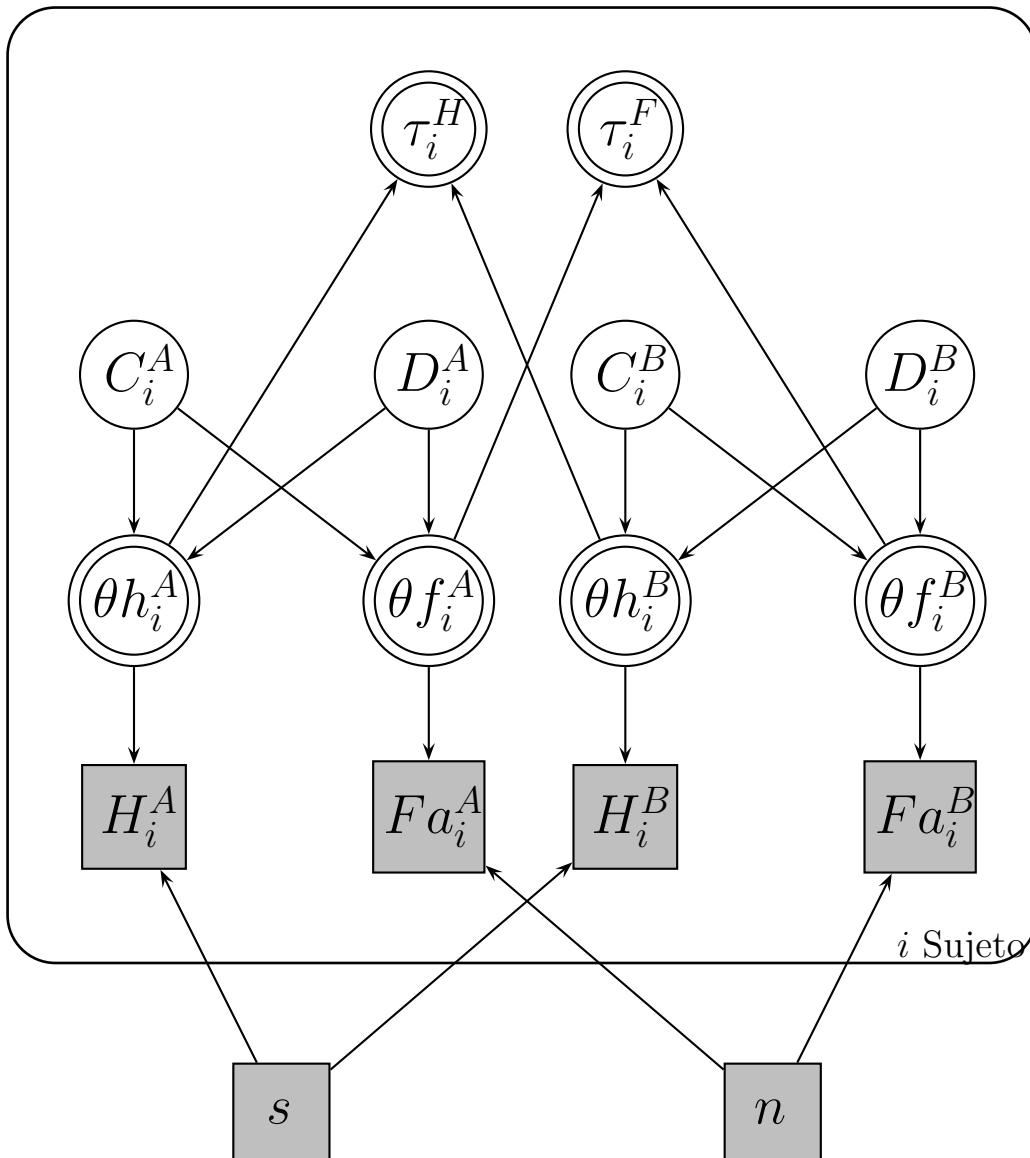 τ_i^H τ_i^F
C_i^A D_i^A C_i^B D_i^B
θh_i^A θf_i^A θh_i^B θf_i^B
H_i^A Fa_i^A H_i^B Fa_i^B
i Sujeto
s n